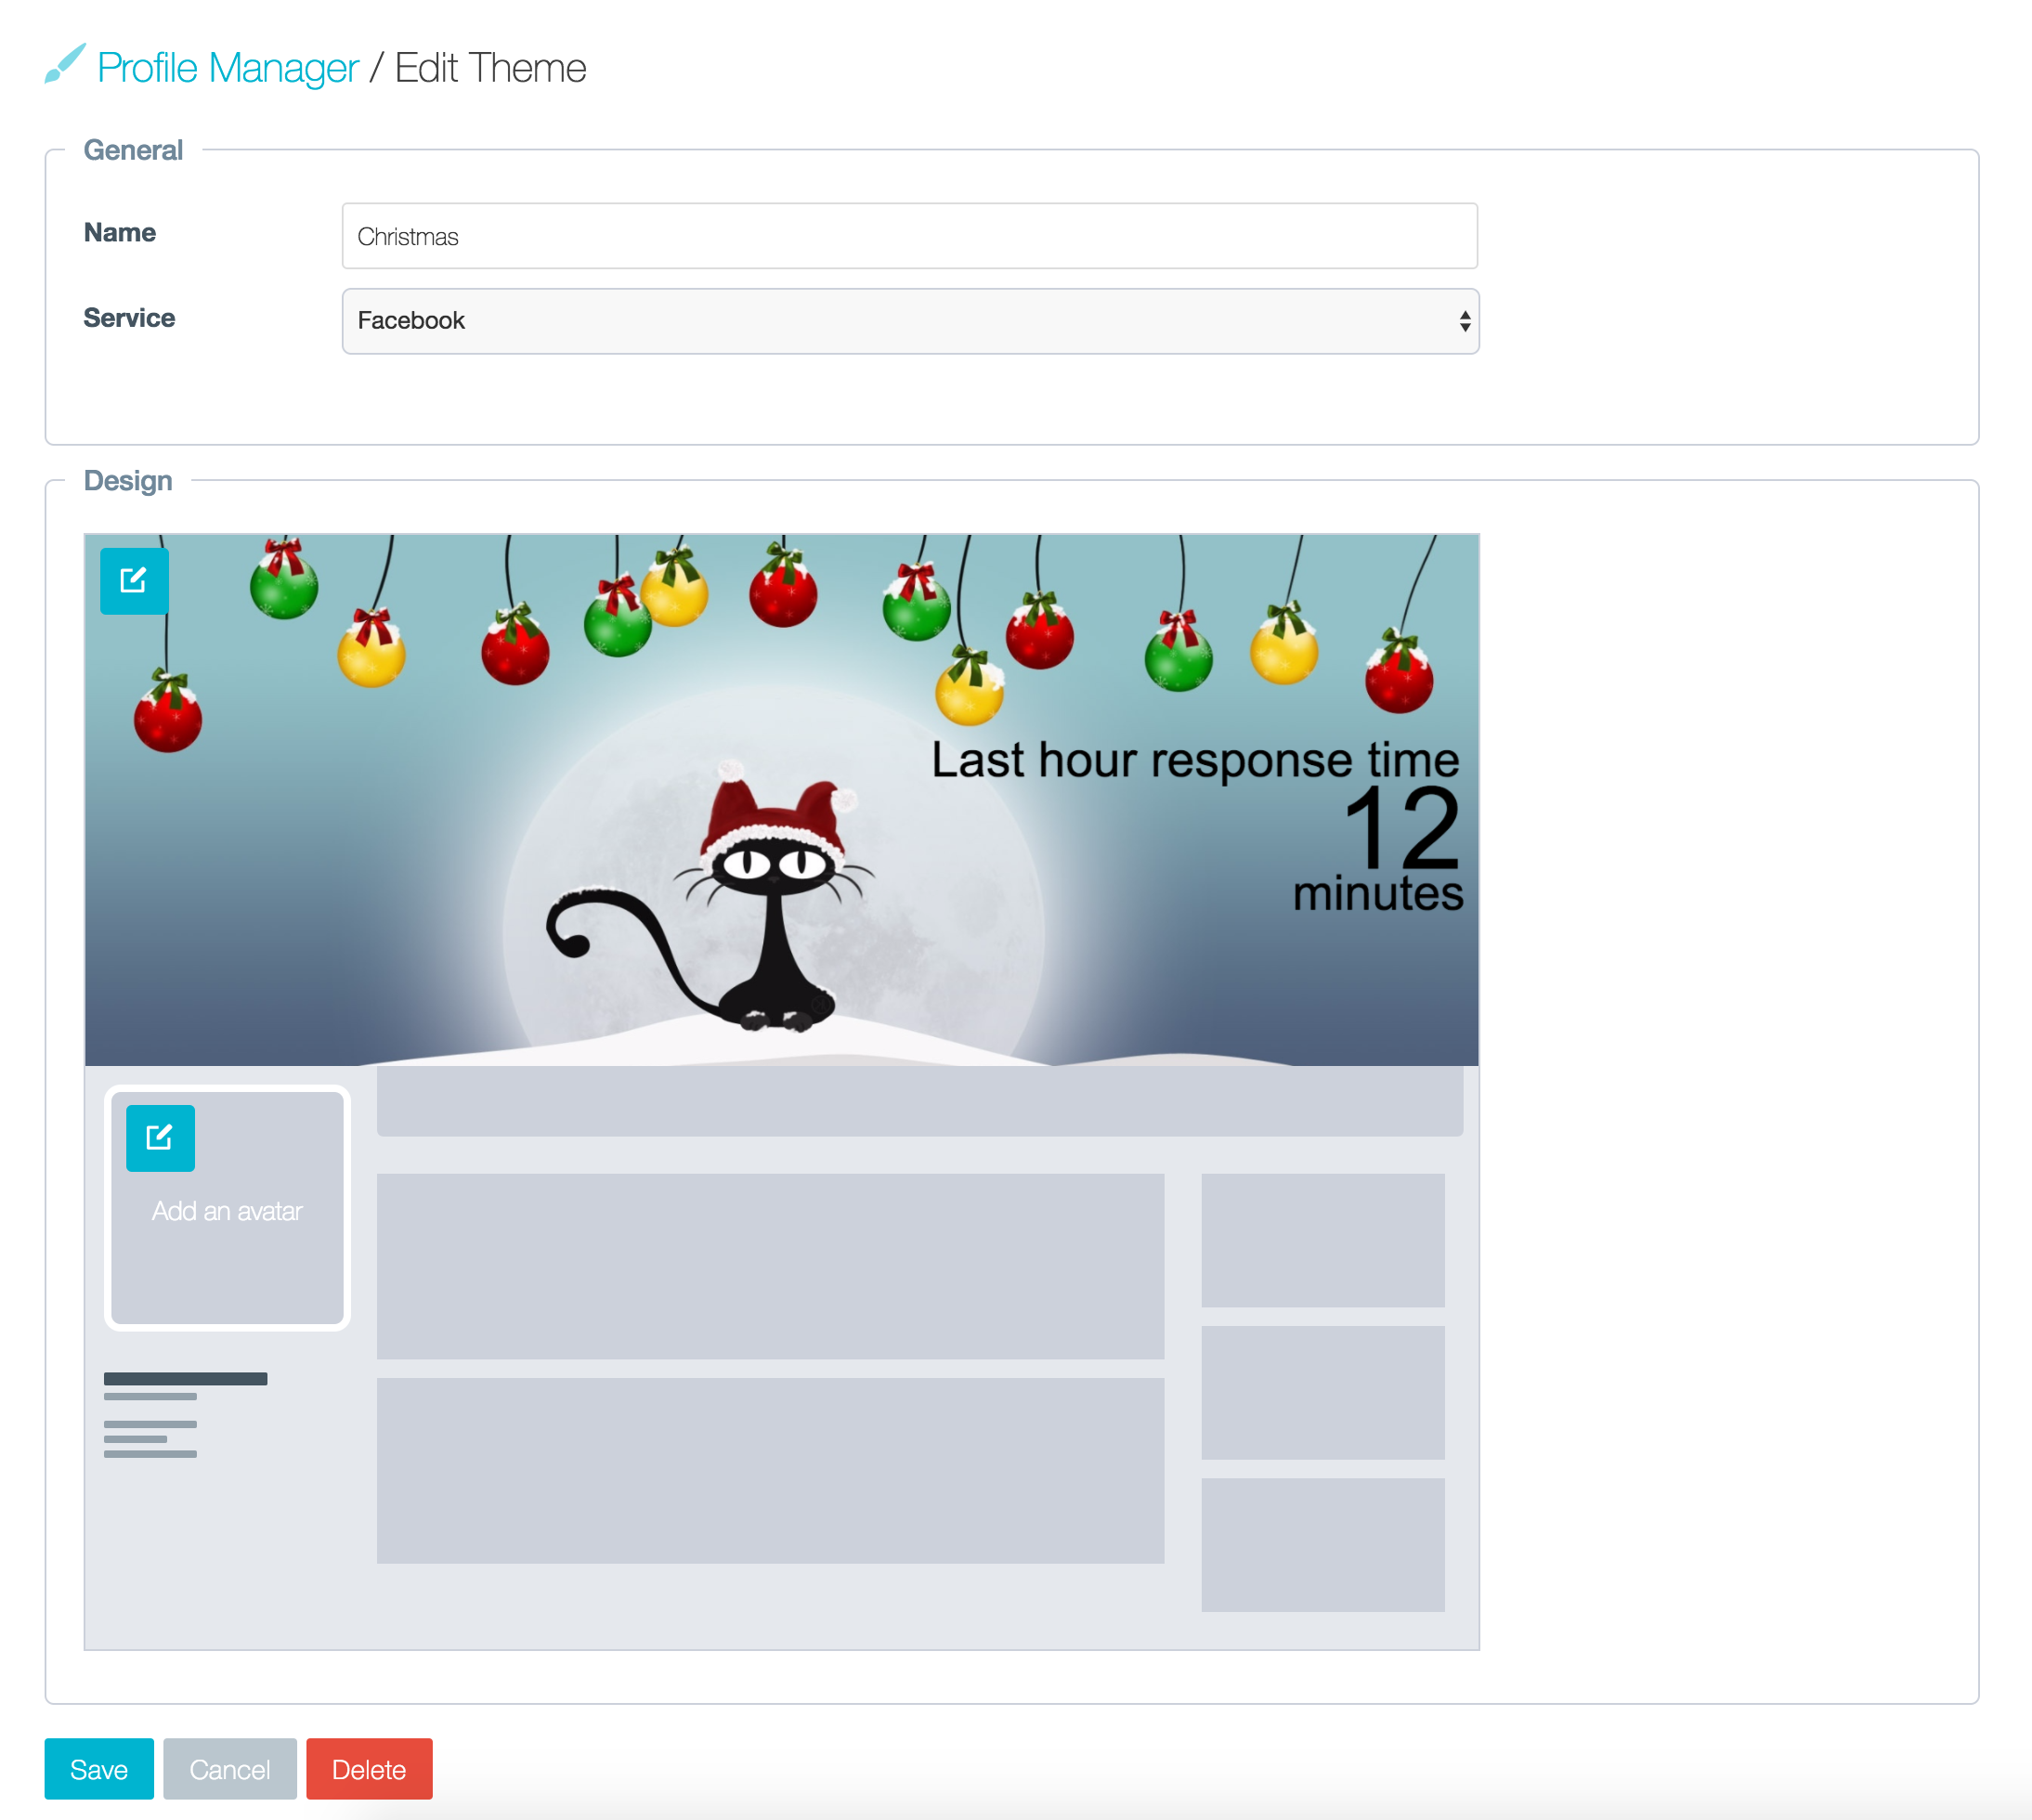 Profile Manager / Edit Theme
General
Name
Christmas
Service
Facebook
Design
Last hour response time
12
minutes
Add an avatar
Save
Cancel
Delete